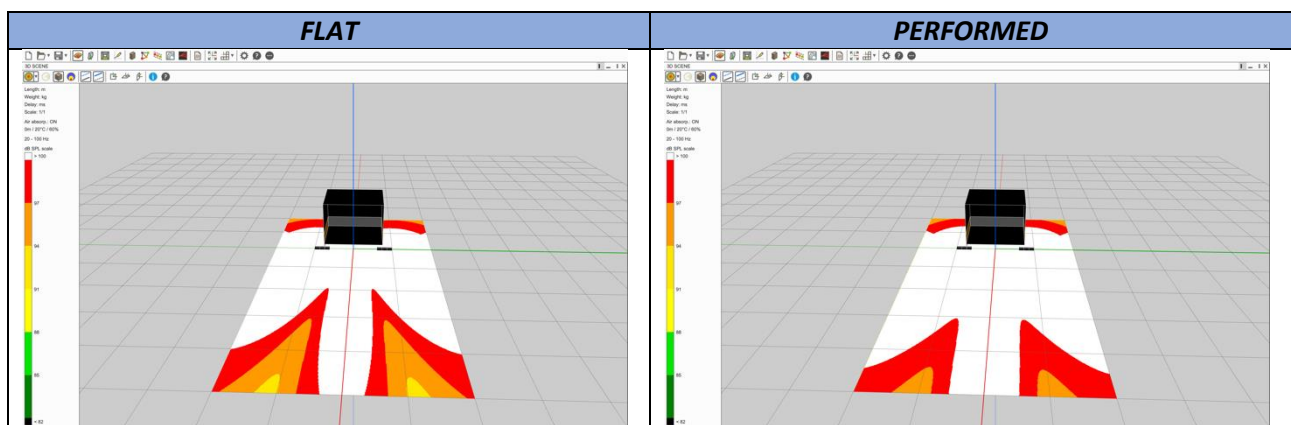 FLAT
PERFORMED
3D SCENE
Length: m
Weight: kg
Delay: ms
Scale: 1/1
Air absorp.: ON
0m / 20°C / 60%
20 - 100 Hz
dB SPL scale
> 100
97
94
91
88
85
< 82
3D SCENE
Length: m
Weight: kg
Delay: ms
Scale: 1/1
Air absorp.: ON
0m / 20°C / 60%
20 - 100 Hz
dB SPL scale
> 100
97
94
91
88
85
< 82